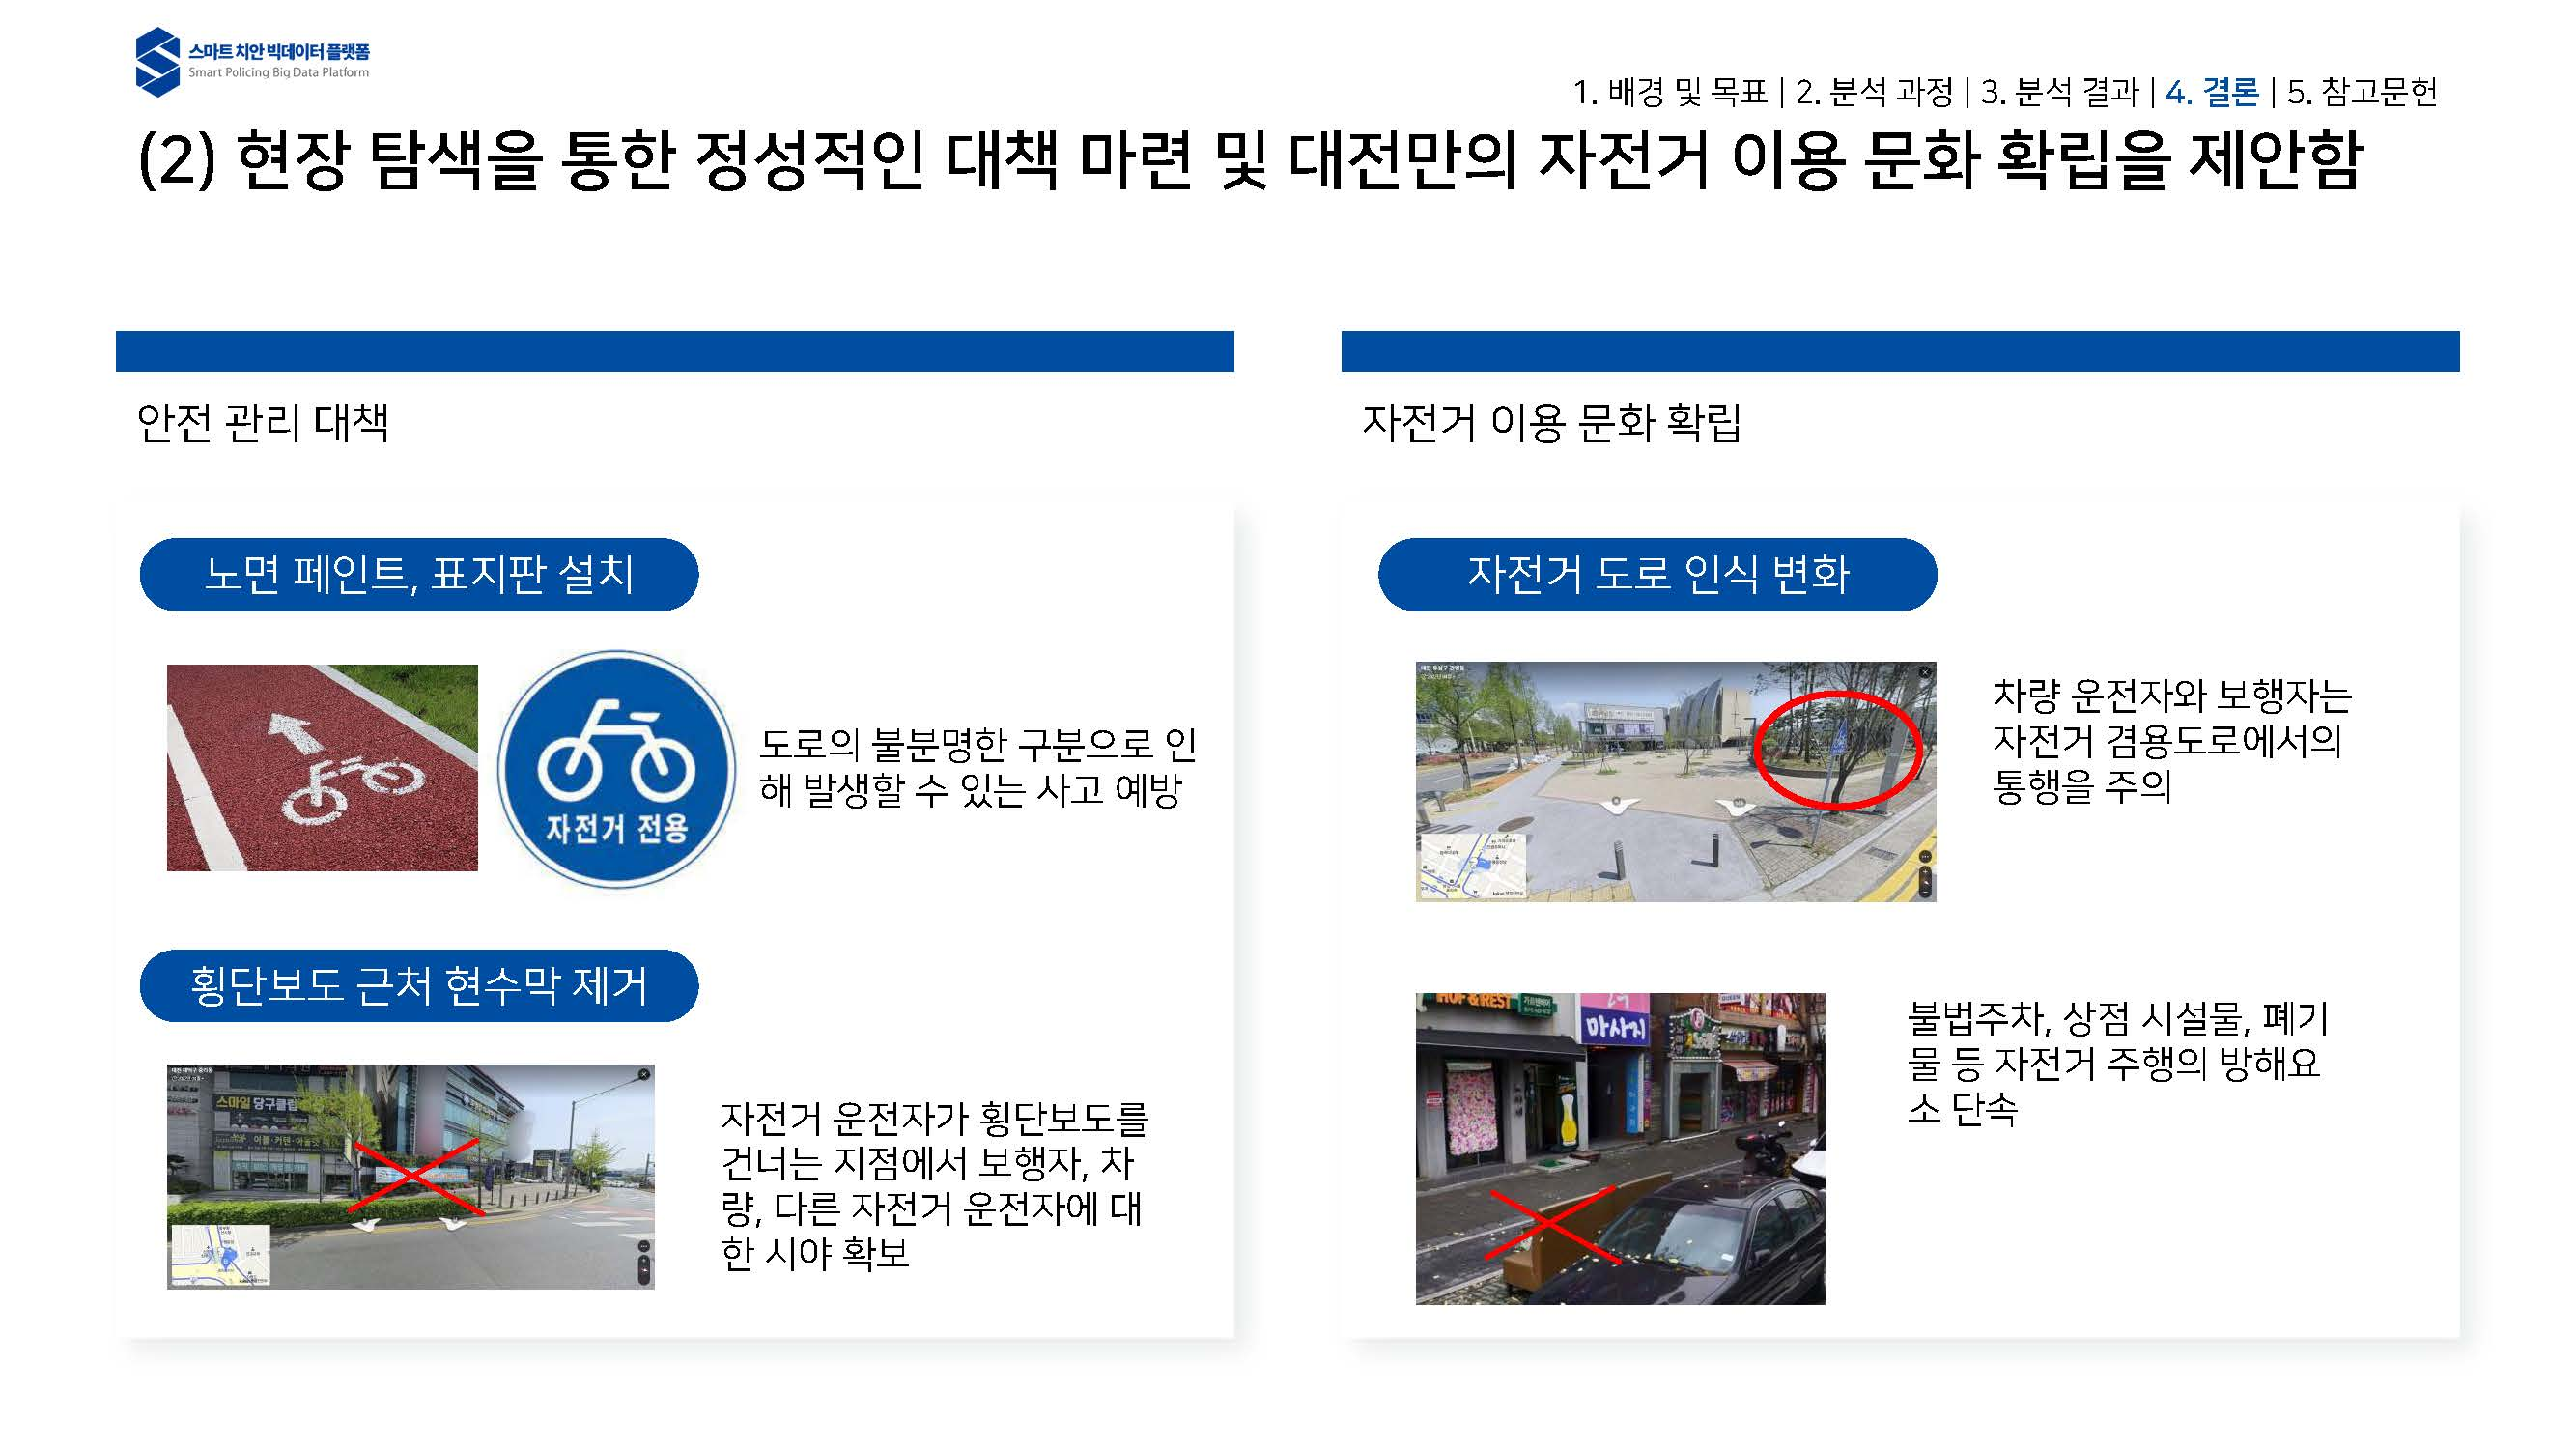 스마트 치안 빅데이터 플랫폼
Smart Policing Big Data Platform
1. 배경 및 목표 | 2. 분석 과정 | 3. 분석 결과 | 4. 결론 | 5. 참고문헌
(2) 현장 탐색을 통한 정성적인 대책 마련 및 대전만의 자전거 이용 문화 확립을 제안함
안전 관리 대책
노면 페인트, 표지판 설치
자전거 전용
도로의 불분명한 구분으로 인
해 발생할 수 있는 사고 예방
횡단보도 근처 현수막 제거
스마일 당구클럽
자전거 운전자가 횡단보도를
건너는 지점에서 보행자, 차
량, 다른 자전거 운전자에 대
한 시야 확보
자전거 이용 문화 확립
자전거 도로 인식 변화
차량 운전자와 보행자는
자전거 겸용도로에서의
통행을 주의
HOF & REST
마사지
불법주차, 상점 시설물, 폐기
물 등 자전거 주행의 방해요
소 단속